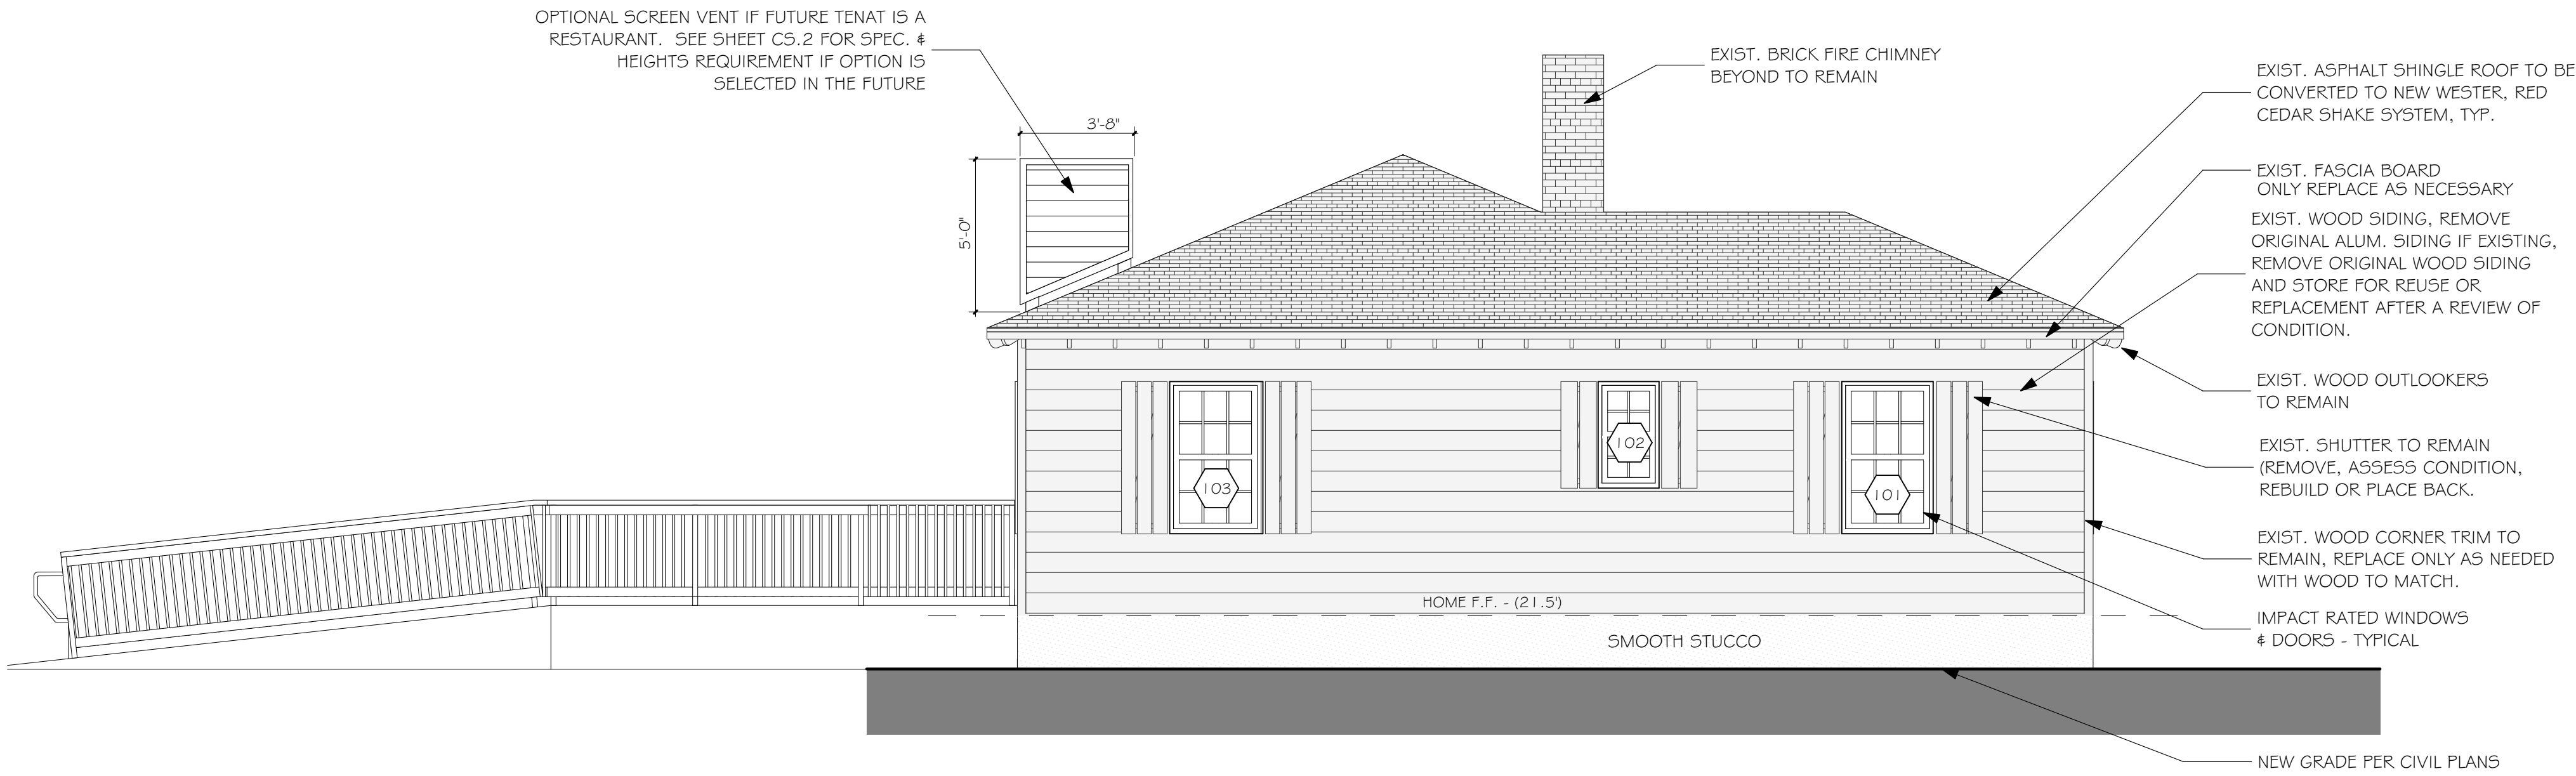 OPTIONAL SCREEN VENT IF FUTURE TENAT IS A
RESTAURANT. SEE SHEET CS.2 FOR SPEC. &
HEIGHTS REQUIREMENT IF OPTION IS
SELECTED IN THE FUTURE
EXIST. BRICK FIRE CHIMNEY
BEYOND TO REMAIN
EXIST. ASPHALT SHINGLE ROOF TO BE
CONVERTED TO NEW WESTER, RED
CEDAR SHAKE SYSTEM, TYP.
3'-8"
5'-0"
EXIST. FASCIA BOARD
ONLY REPLACE AS NECESSARY
EXIST. WOOD SIDING, REMOVE
ORIGINAL ALUM. SIDING IF EXISTING,
REMOVE ORIGINAL WOOD SIDING
AND STORE FOR REUSE OR
REPLACEMENT AFTER A REVIEW OF
CONDITION.
EXIST. WOOD OUTLOOKERS
TO REMAIN
EXIST. SHUTTER TO REMAIN
(REMOVE, ASSESS CONDITION,
REBUILD OR PLACE BACK.
103
102
101
EXIST. WOOD CORNER TRIM TO
REMAIN, REPLACE ONLY AS NEEDED
WITH WOOD TO MATCH.
HOME F.F. - (21.5')
IMPACT RATED WINDOWS
& DOORS - TYPICAL
SMOOTH STUCCO
NEW GRADE PER CIVIL PLANS